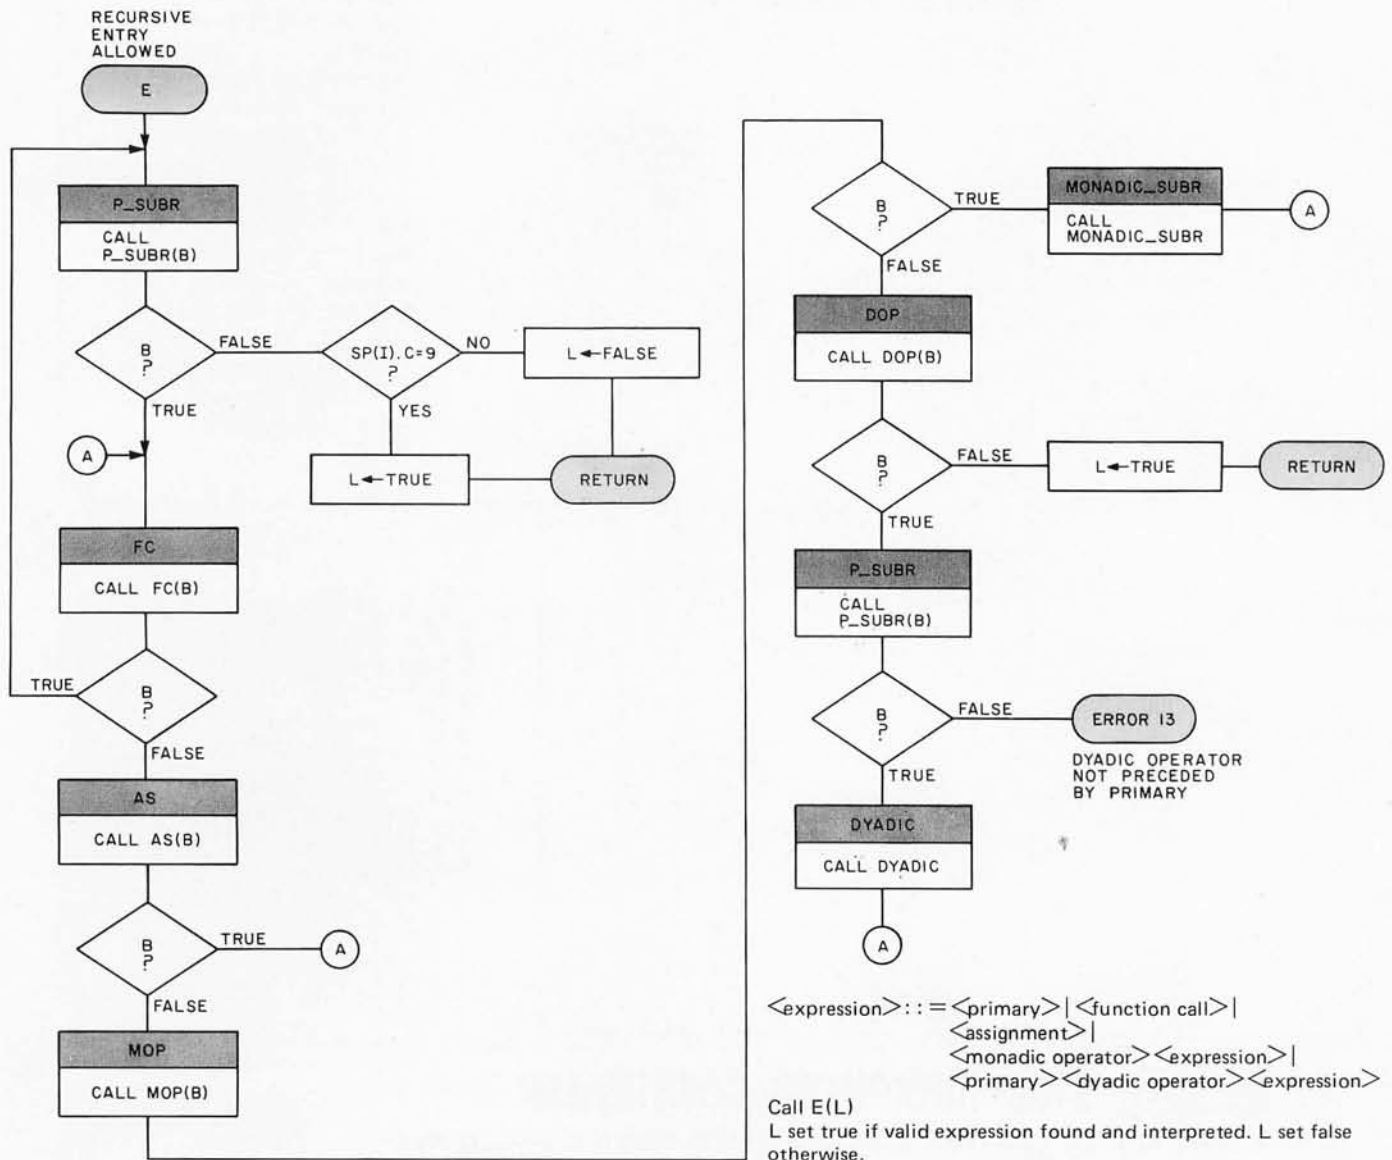 RECURSIVE
ENTRY
ALLOWED
E
P_SUBR
CALL
P_SUBR(B)
B
?
FALSE
TRUE
SP(I).C=9
?
NO
YES
L←FALSE
L←TRUE
RETURN
A
FC
CALL FC(B)
B
?
TRUE
FALSE
AS
CALL AS(B)
B
?
TRUE
A
FALSE
MOP
CALL MOP(B)
B
?
TRUE
FALSE
MONADIC_SUBR
CALL
MONADIC_SUBR
A
DOP
CALL DOP(B)
B
?
FALSE
TRUE
L←TRUE
RETURN
P_SUBR
CALL
P_SUBR(B)
B
?
FALSE
TRUE
ERROR 13
DYADIC OPERATOR
NOT PRECEDED
BY PRIMARY
DYADIC
CALL DYADIC
A
<expression>::=<primary>|<function call>|
<assignment>|
<monadic operator><expression>|
<primary><dyadic operator><expression>
Call E(L)
L set true if valid expression found and interpreted. L set false
otherwise.